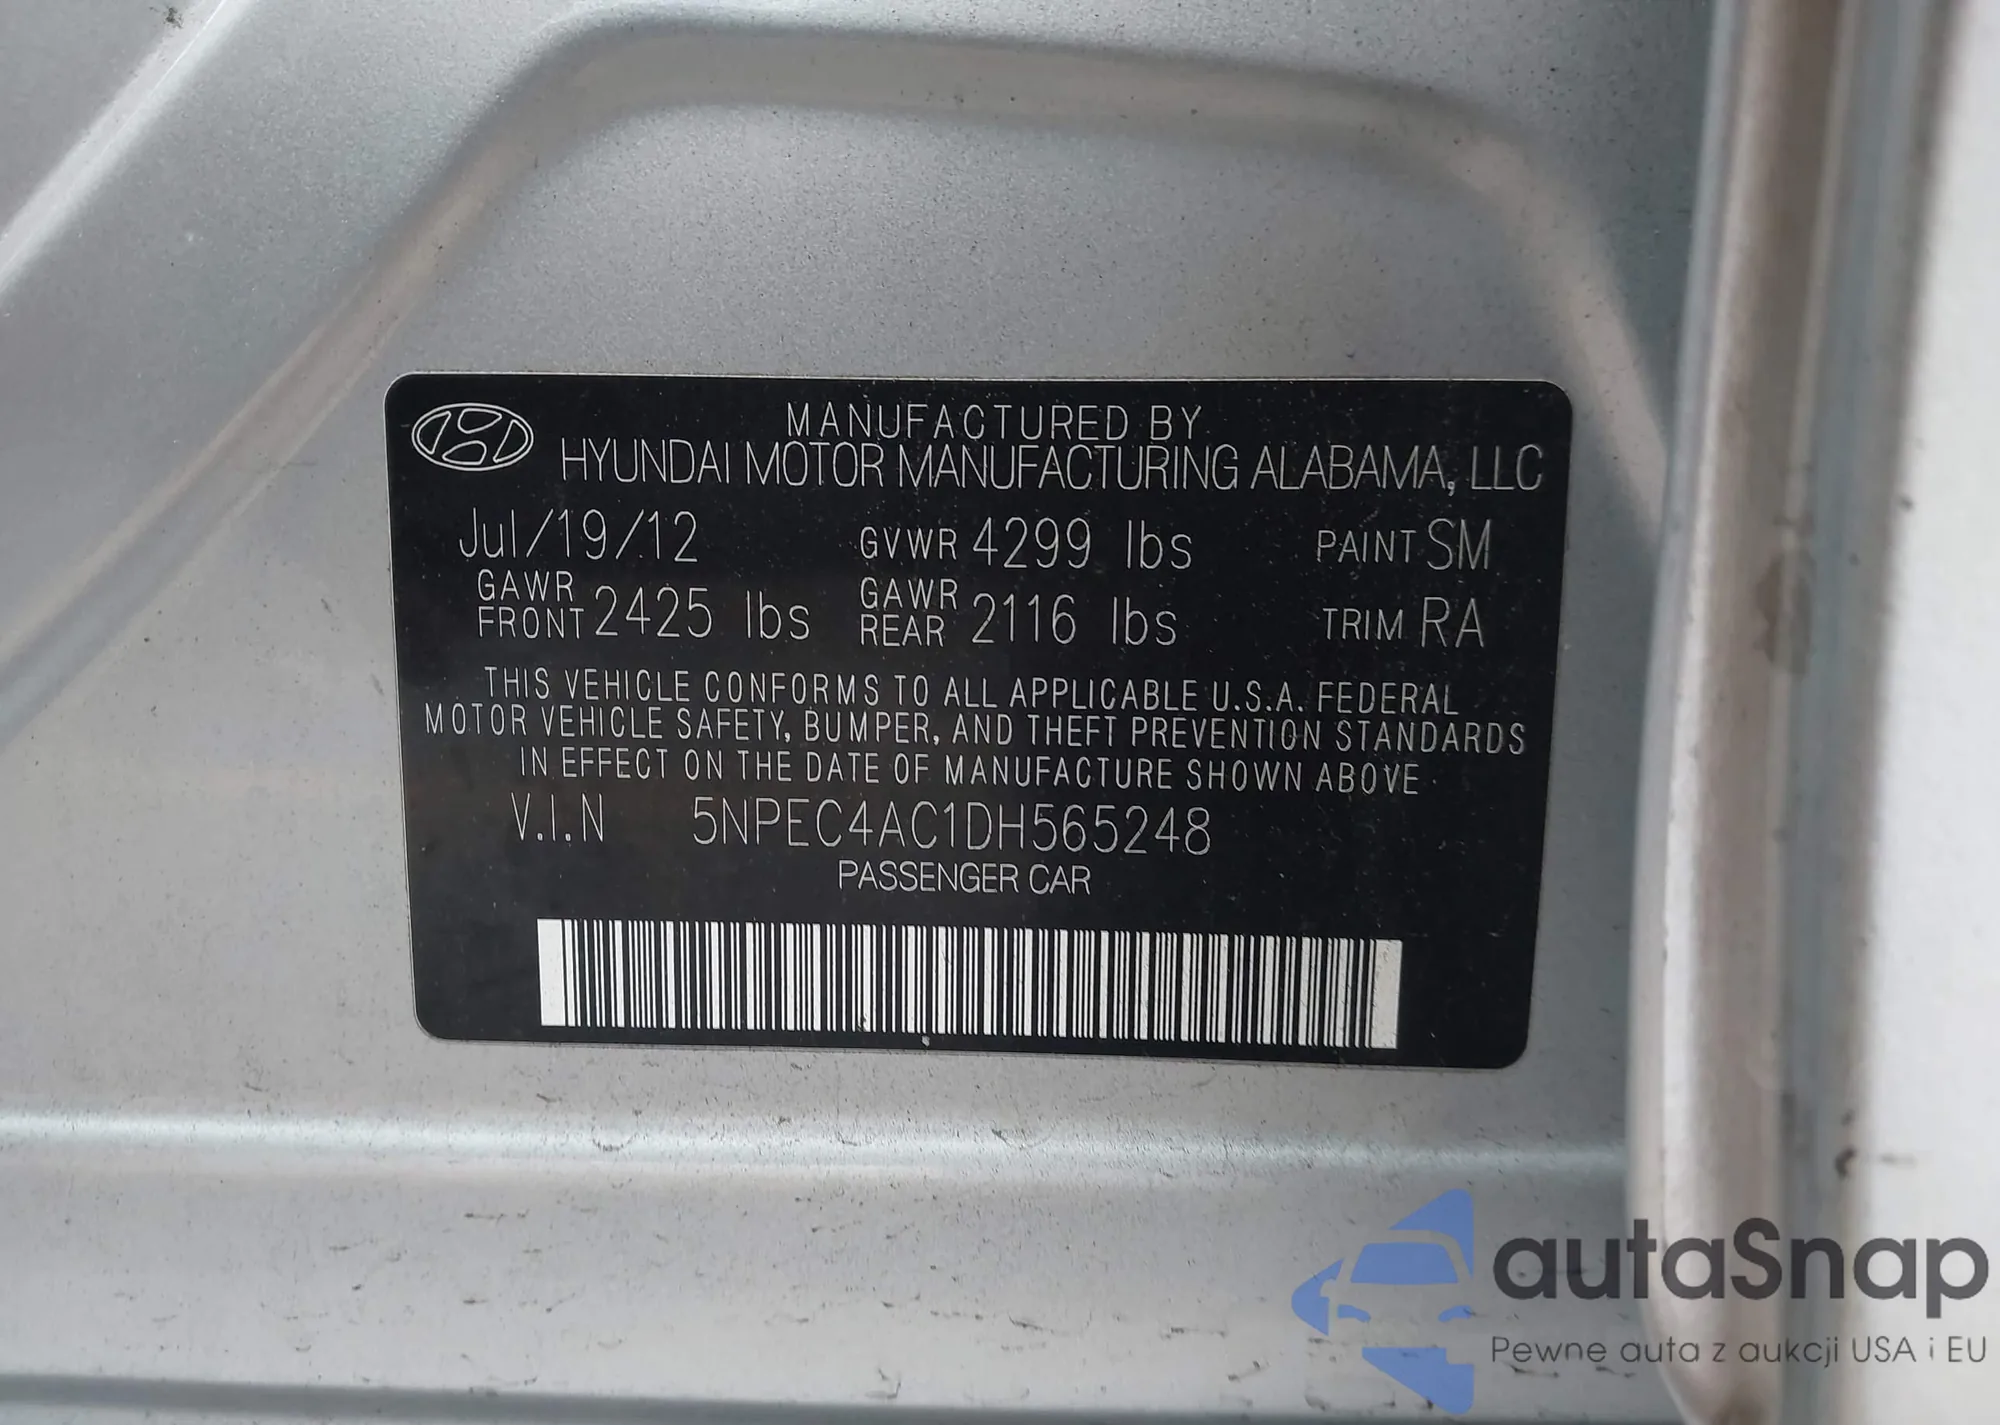 MANUFACTURED BY
HYUNDAI MOTOR MANUFACTURING ALABAMA, LLC
Jul/19/12 GVWR 4299 lbs PAINT SM
GAWR FRONT 2425 lbs GAWR REAR 2116 lbs TRIM RA
THIS VEHICLE CONFORMS TO ALL APPLICABLE U.S.A. FEDERAL
MOTOR VEHICLE SAFETY, BUMPER, AND THEFT PREVENTION STANDARDS
IN EFFECT ON THE DATE OF MANUFACTURE SHOWN ABOVE
V.I.N 5NPEC4AC1DH565248
PASSENGER CAR
autaSnap
Pewne auta z aukcji USA i EU